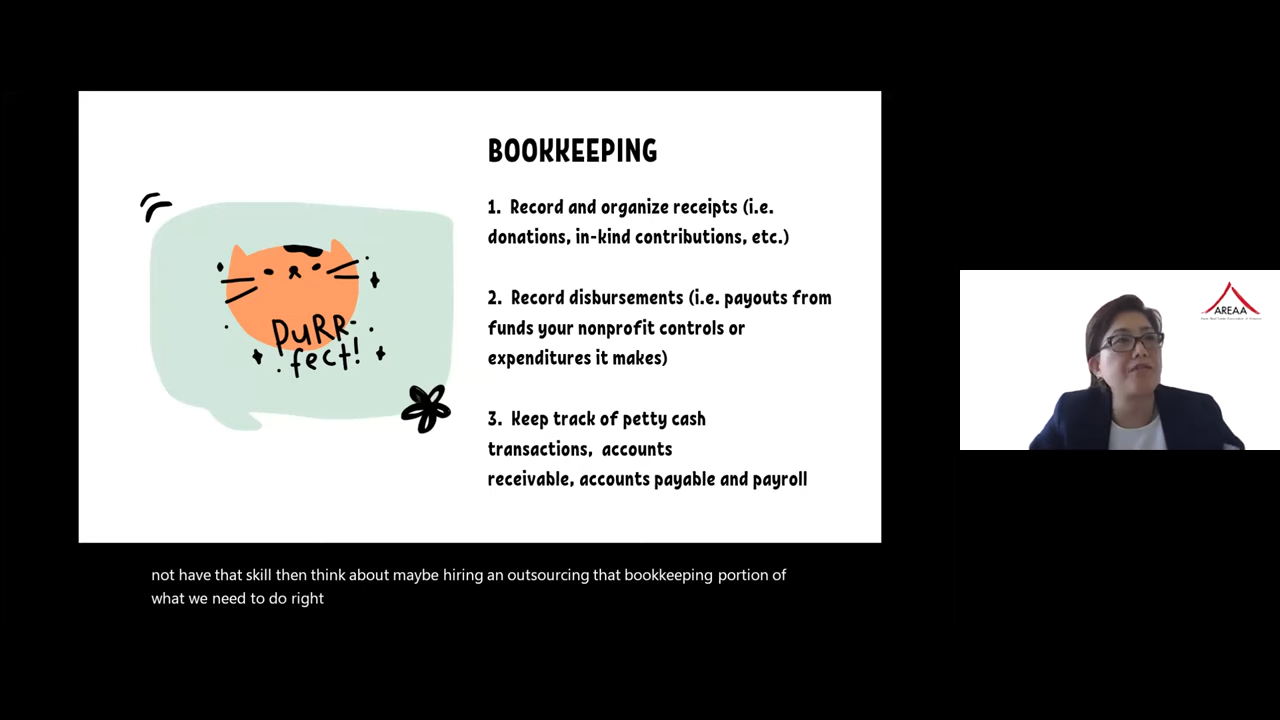 BOOKKEEPING
1. Record and organize receipts (i.e.
donations, in-kind contributions, etc.)
2. Record disbursements (i.e. payouts from
funds your nonprofit controls or
expenditures it makes)
3. Keep track of petty cash
transactions, accounts
receivable, accounts payable and payroll
PURR-
fect!
AREAA
not have that skill then think about maybe hiring an outsourcing that bookkeeping portion of
what we need to do right